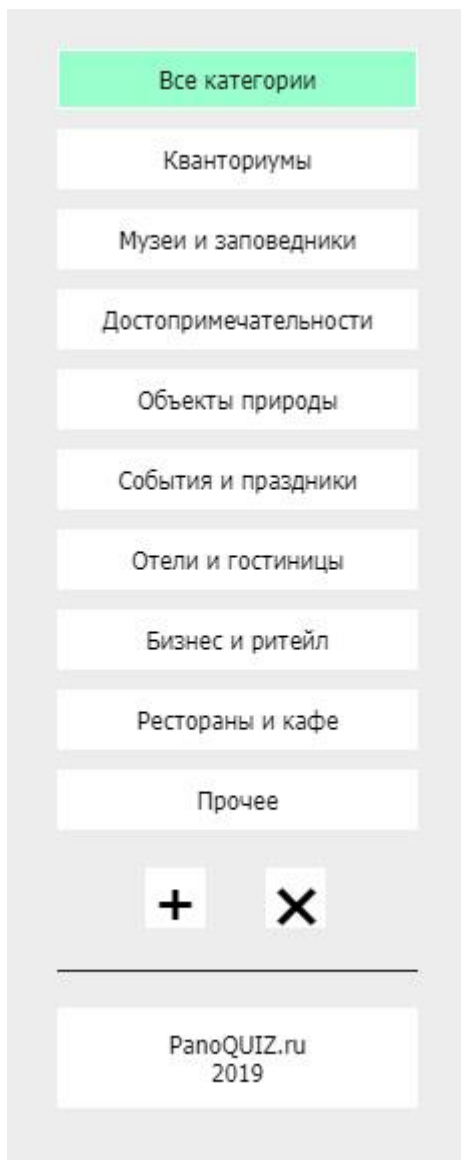 Все категории
Кванториумы
Музеи и заповедники
Достопримечательности
Объекты природы
События и праздники
Отели и гостиницы
Бизнес и ритейл
Рестораны и кафе
Прочее
+ ×
PanoQUIZ.ru
2019